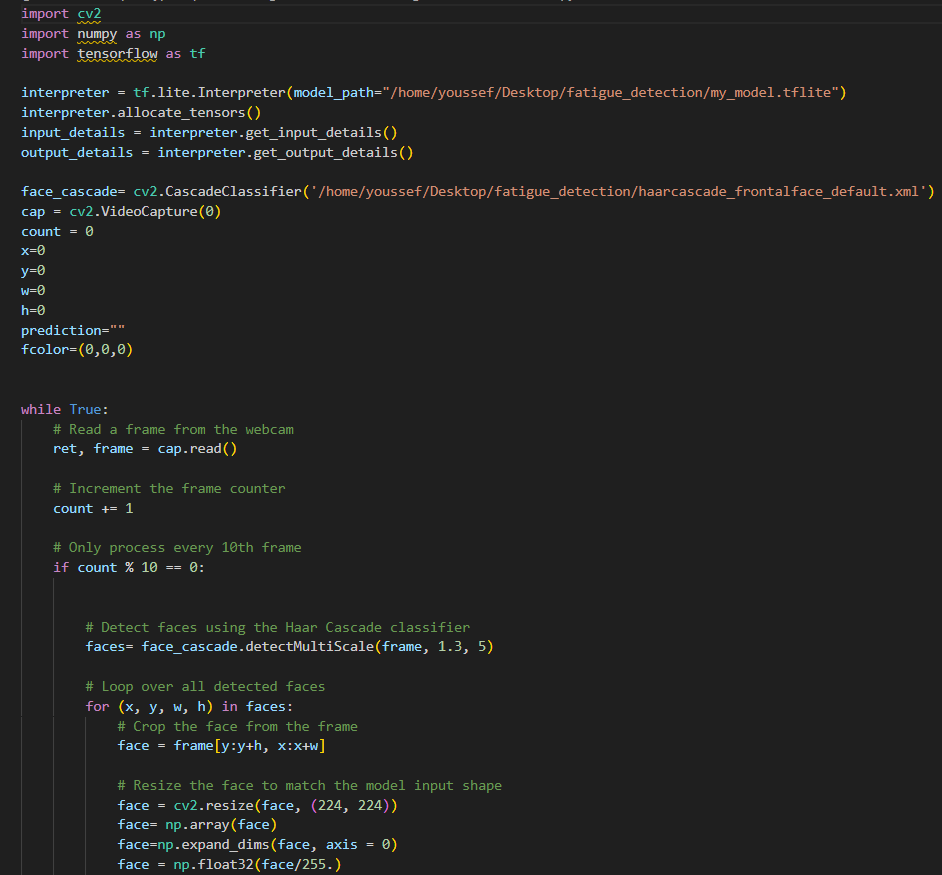 import cv2
import numpy as np
import tensorflow as tf
interpreter = tf.lite.Interpreter(model_path="/home/youssef/Desktop/fatigue_detection/my_model.tflite")
interpreter.allocate_tensors()
input_details = interpreter.get_input_details()
output_details = interpreter.get_output_details()
face_cascade= cv2.CascadeClassifier('/home/youssef/Desktop/fatigue_detection/haarcascade_frontalface_default.xml')
cap = cv2.VideoCapture(0)
count = 0
x=0
y=0
w=0
h=0
prediction=""
fcolor=(0,0,0)
while True:
    # Read a frame from the webcam
    ret, frame = cap.read()
    # Increment the frame counter
    count += 1
    # Only process every 10th frame
    if count % 10 == 0:
        # Detect faces using the Haar Cascade classifier
        faces= face_cascade.detectMultiScale(frame, 1.3, 5)
        # Loop over all detected faces
        for (x, y, w, h) in faces:
            # Crop the face from the frame
            face = frame[y:y+h, x:x+w]
            # Resize the face to match the model input shape
            face = cv2.resize(face, (224, 224))
            face= np.array(face)
            face=np.expand_dims(face, axis = 0)
            face = np.float32(face/255.)